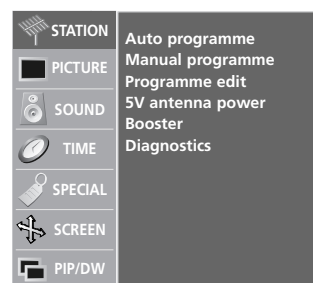 STATION
PICTURE
SOUND
TIME
SPECIAL
SCREEN
PIP/DW
Auto programme
Manual programme
Programme edit
5V antenna power
Booster
Diagnostics